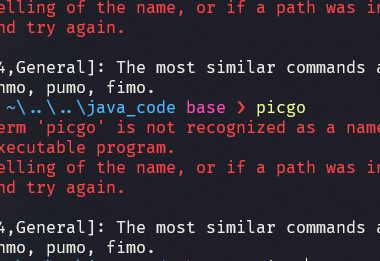 elling of the name, or if a path was in
nd try again.
4,General]: The most similar commands a
nmo, pumo, fimo.
~\..\..\java_code base ❯ picgo
erm 'picgo' is not recognized as a name
xecutable program.
elling of the name, or if a path was in
nd try again.
4,General]: The most similar commands a
nmo, pumo, fimo.